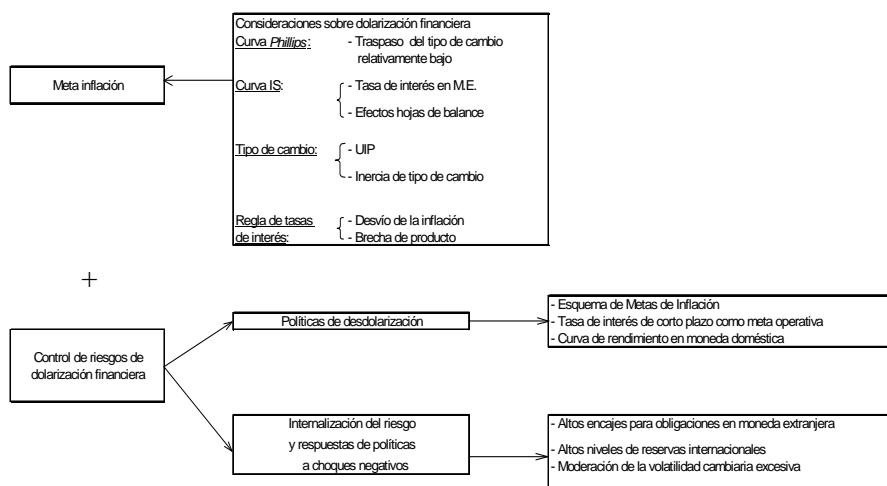 Consideraciones sobre dolarización financiera
Curva Phillips: - Traspaso del tipo de cambio
relativamente bajo
Meta inflación
Curva IS: - Tasa de interés en M.E.
- Efectos hojas de balance
Tipo de cambio: - UIP
- Inercia de tipo de cambio
Regla de tasas - Desvío de la inflación
de interés: - Brecha de producto
+
Políticas de desdolarización
- Esquema de Metas de Inflación
- Tasa de interés de corto plazo como meta operativa
- Curva de rendimiento en moneda doméstica
Control de riesgos de
dolarización financiera
Internalización del riesgo
y respuestas de políticas
a choques negativos
- Altos encajes para obligaciones en moneda extranjera
- Altos niveles de reservas internacionales
- Moderación de la volatilidad cambiaria excesiva